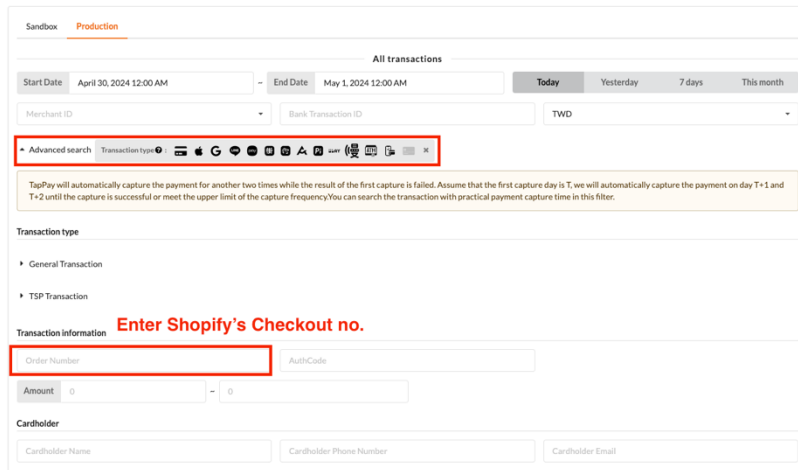 Sandbox Production
All transactions
Start Date April 30, 2024 12:00 AM – End Date May 1, 2024 12:00 AM Today Yesterday 7 days This month
Merchant ID Bank Transaction ID TWD
Advanced search Transaction type :
TapPay will automatically capture the payment for another two times while the result of the first capture is failed. Assume that the first capture day is T, we will automatically capture the payment on day T+1 and
T+2 until the capture is successful or meet the upper limit of the capture frequency.You can search the transaction with practical payment capture time in this filter.
Transaction type
General Transaction
TSP Transaction
Enter Shopify's Checkout no.
Transaction information
Order Number AuthCode
Amount 0 – 0
Cardholder
Cardholder Name Cardholder Phone Number Cardholder Email